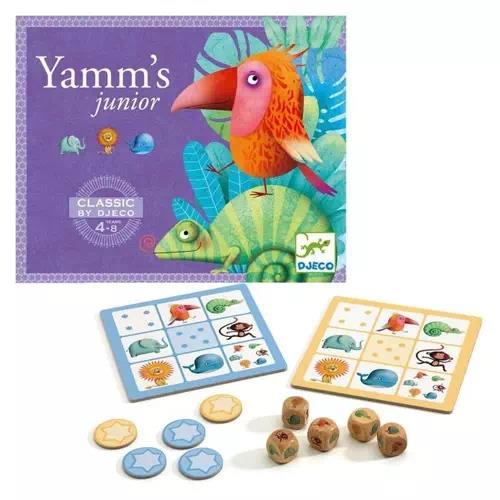 Yamm's
junior
CLASSIC
BY DJECO
YEARS
4-8
DJECO